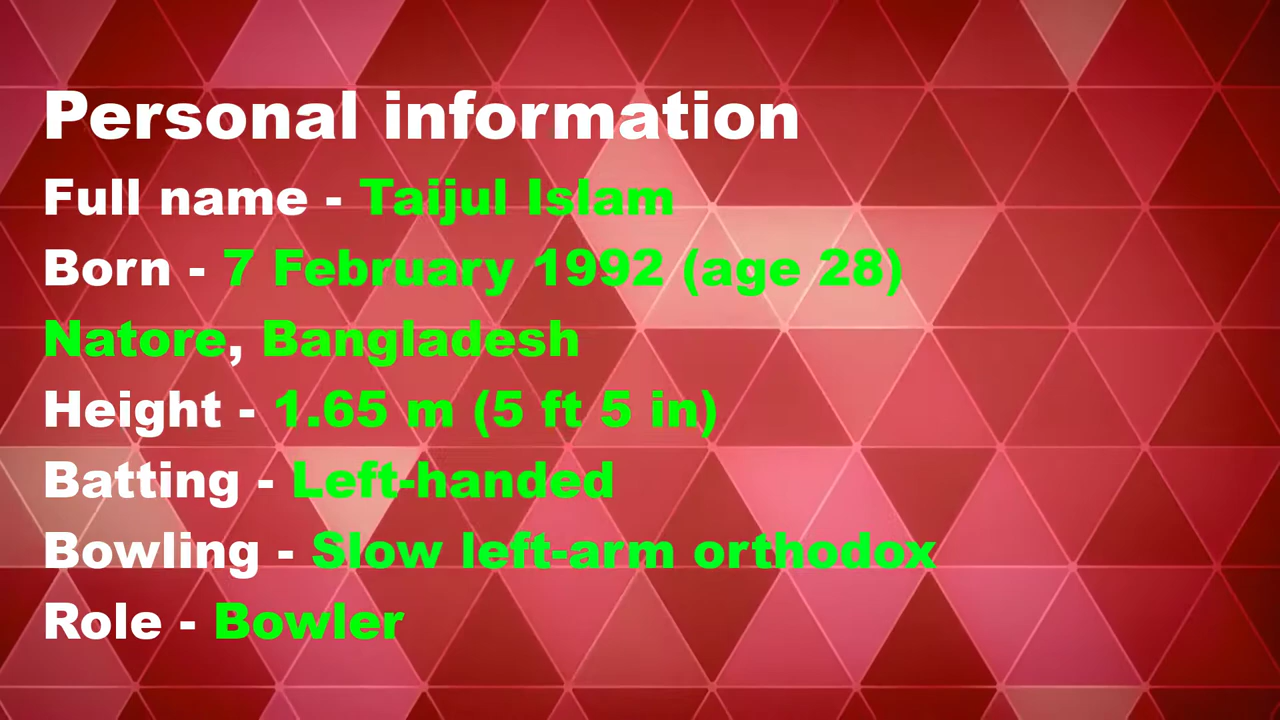 Personal information
Full name - Taijul Islam
Born - 7 February 1992 (age 28)
Natore, Bangladesh
Height - 1.65 m (5 ft 5 in)
Batting - Left-handed
Bowling - Slow left-arm orthodox
Role - Bowler